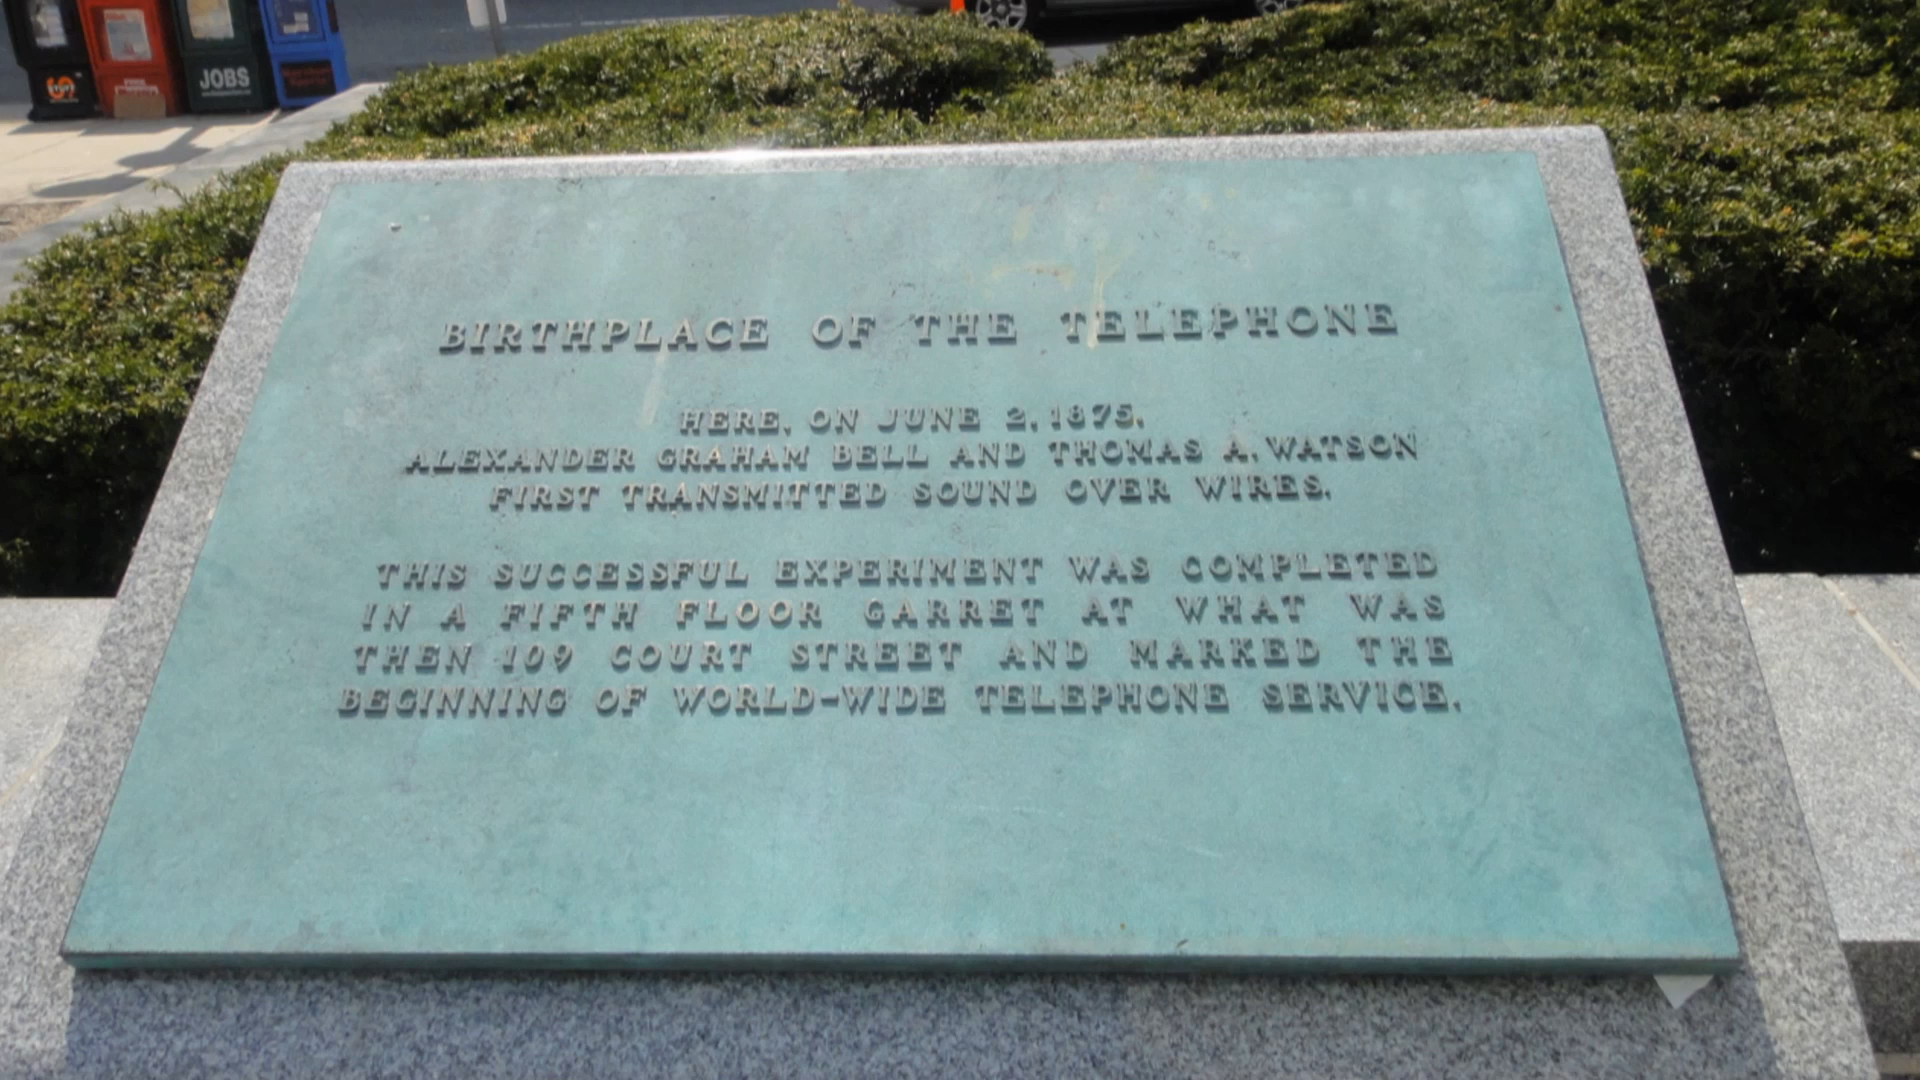 JOBS
BIRTHPLACE OF THE TELEPHONE
HERE, ON JUNE 2, 1875,
ALEXANDER GRAHAM BELL AND THOMAS A. WATSON
FIRST TRANSMITTED SOUND OVER WIRES.
THIS SUCCESSFUL EXPERIMENT WAS COMPLETED
IN A FIFTH FLOOR GARRET AT WHAT WAS
THEN 109 COURT STREET AND MARKED THE
BEGINNING OF WORLD-WIDE TELEPHONE SERVICE.